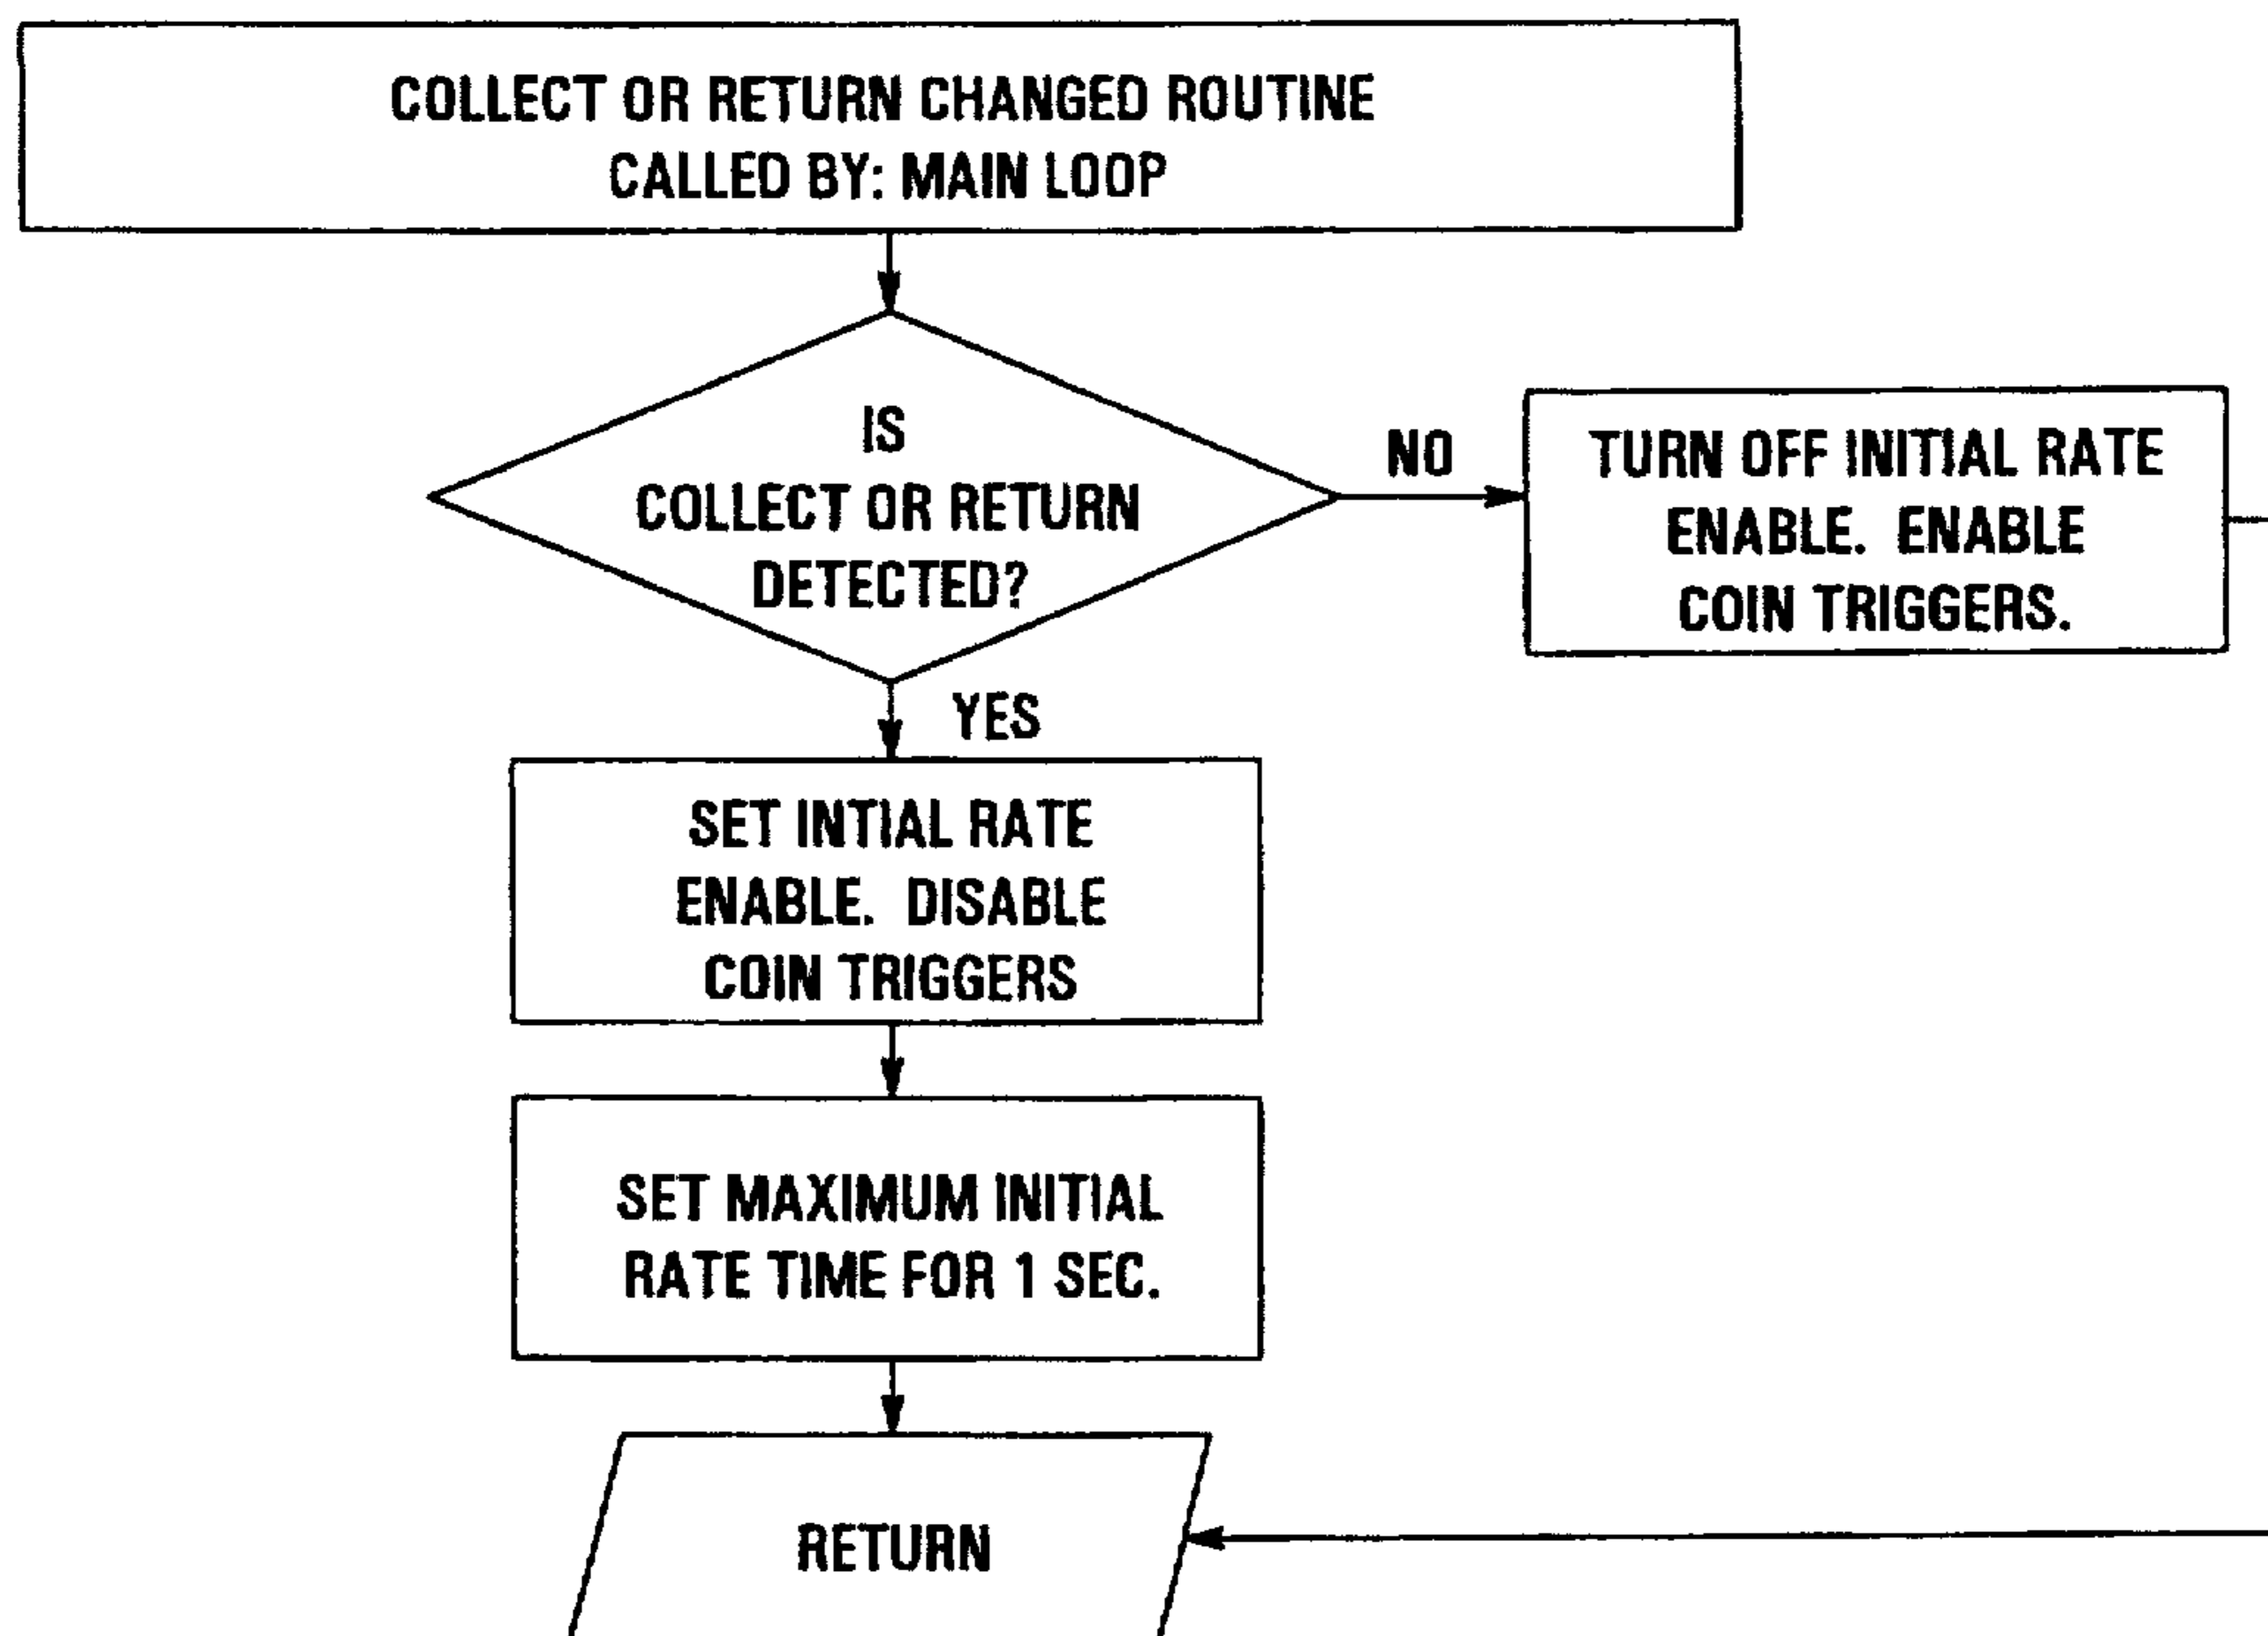 COLLECT OR RETURN CHANGED ROUTINE
CALLED BY: MAIN LOOP
IS
COLLECT OR RETURN
DETECTED?
NO
TURN OFF INITIAL RATE
ENABLE. ENABLE
COIN TRIGGERS.
YES
SET INTIAL RATE
ENABLE. DISABLE
COIN TRIGGERS
SET MAXIMUM INITIAL
RATE TIME FOR 1 SEC.
RETURN